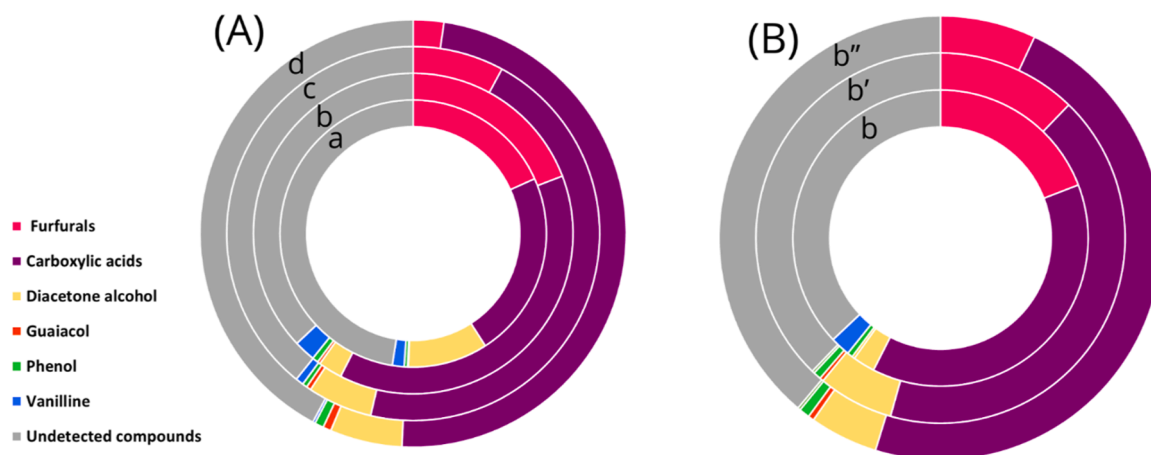 (A)
(B)
d
c
b
a
b”
b’
b
Furfurals
Carboxylic acids
Diacetone alcohol
Guaiacol
Phenol
Vanilline
Undetected compounds